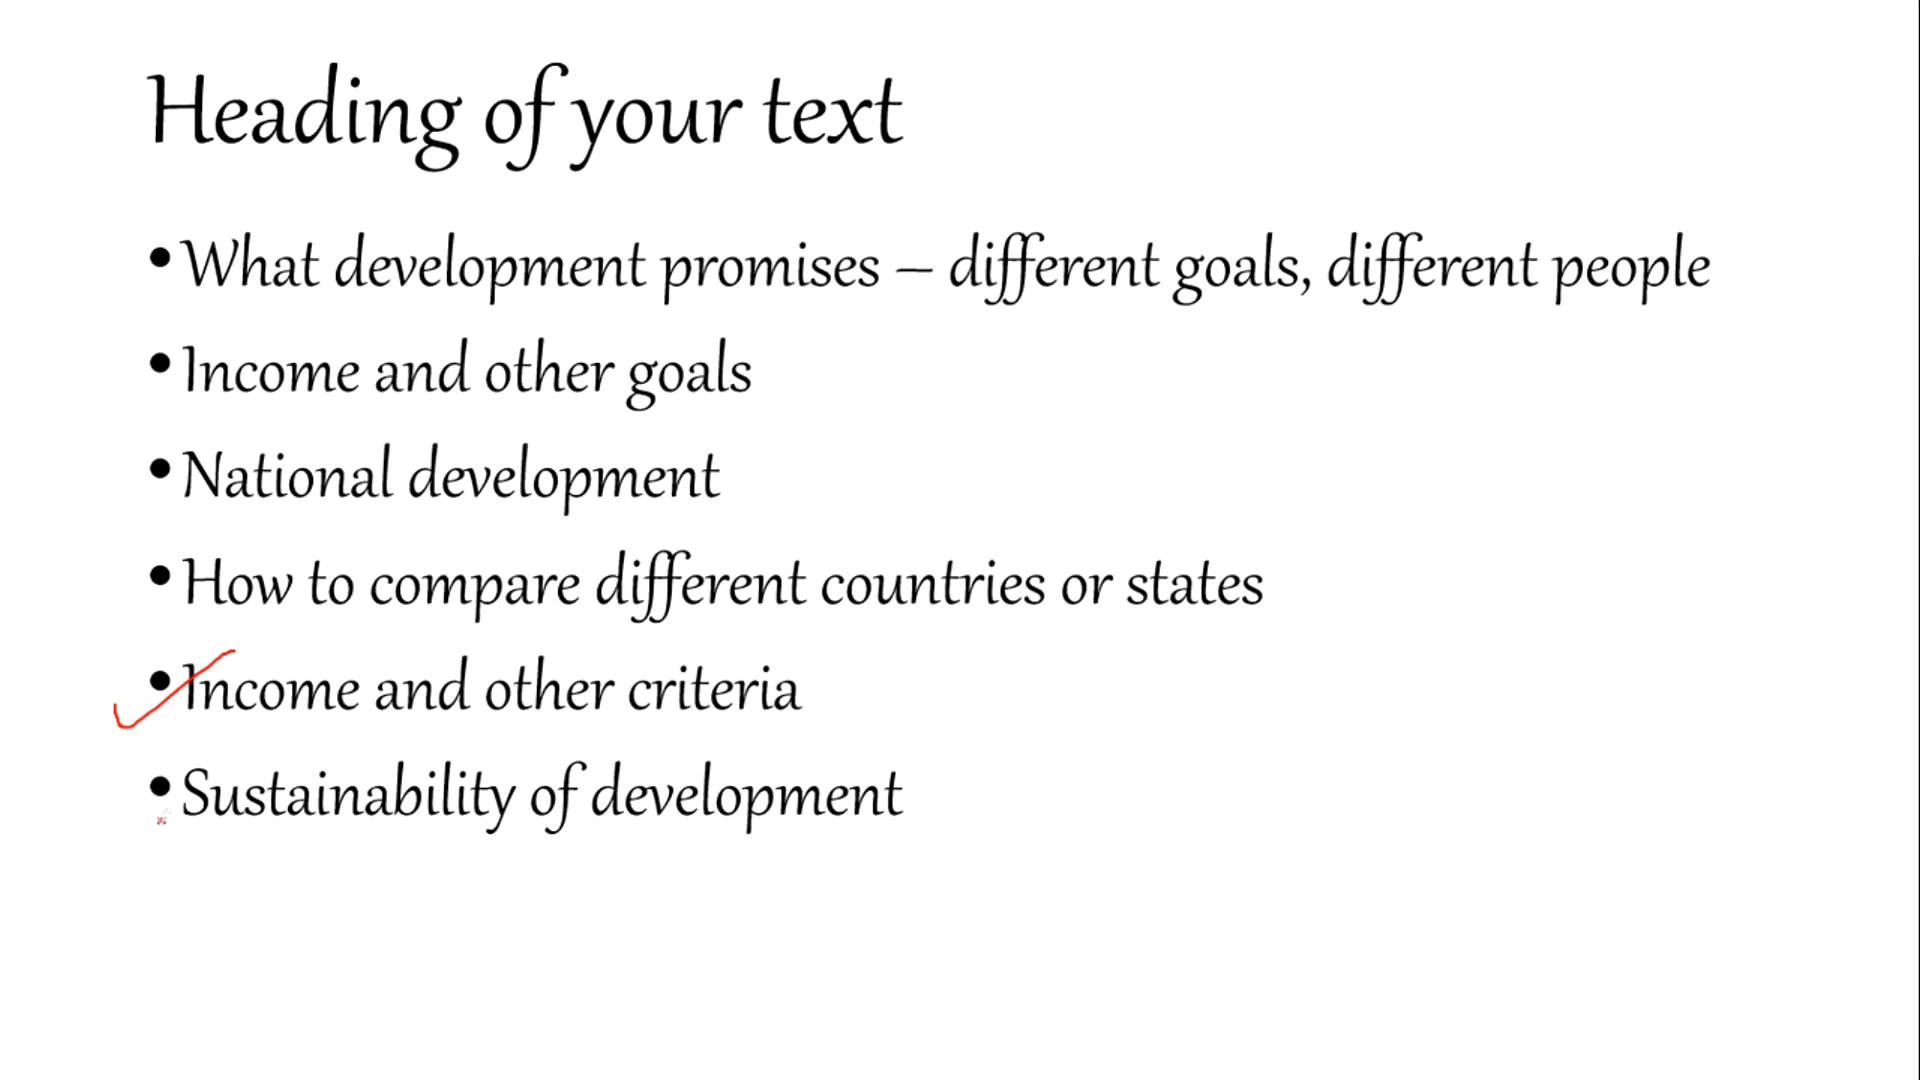 Heading of your text
• What development promises – different goals, different people
• Income and other goals
• National development
• How to compare different countries or states
• Income and other criteria
• Sustainability of development